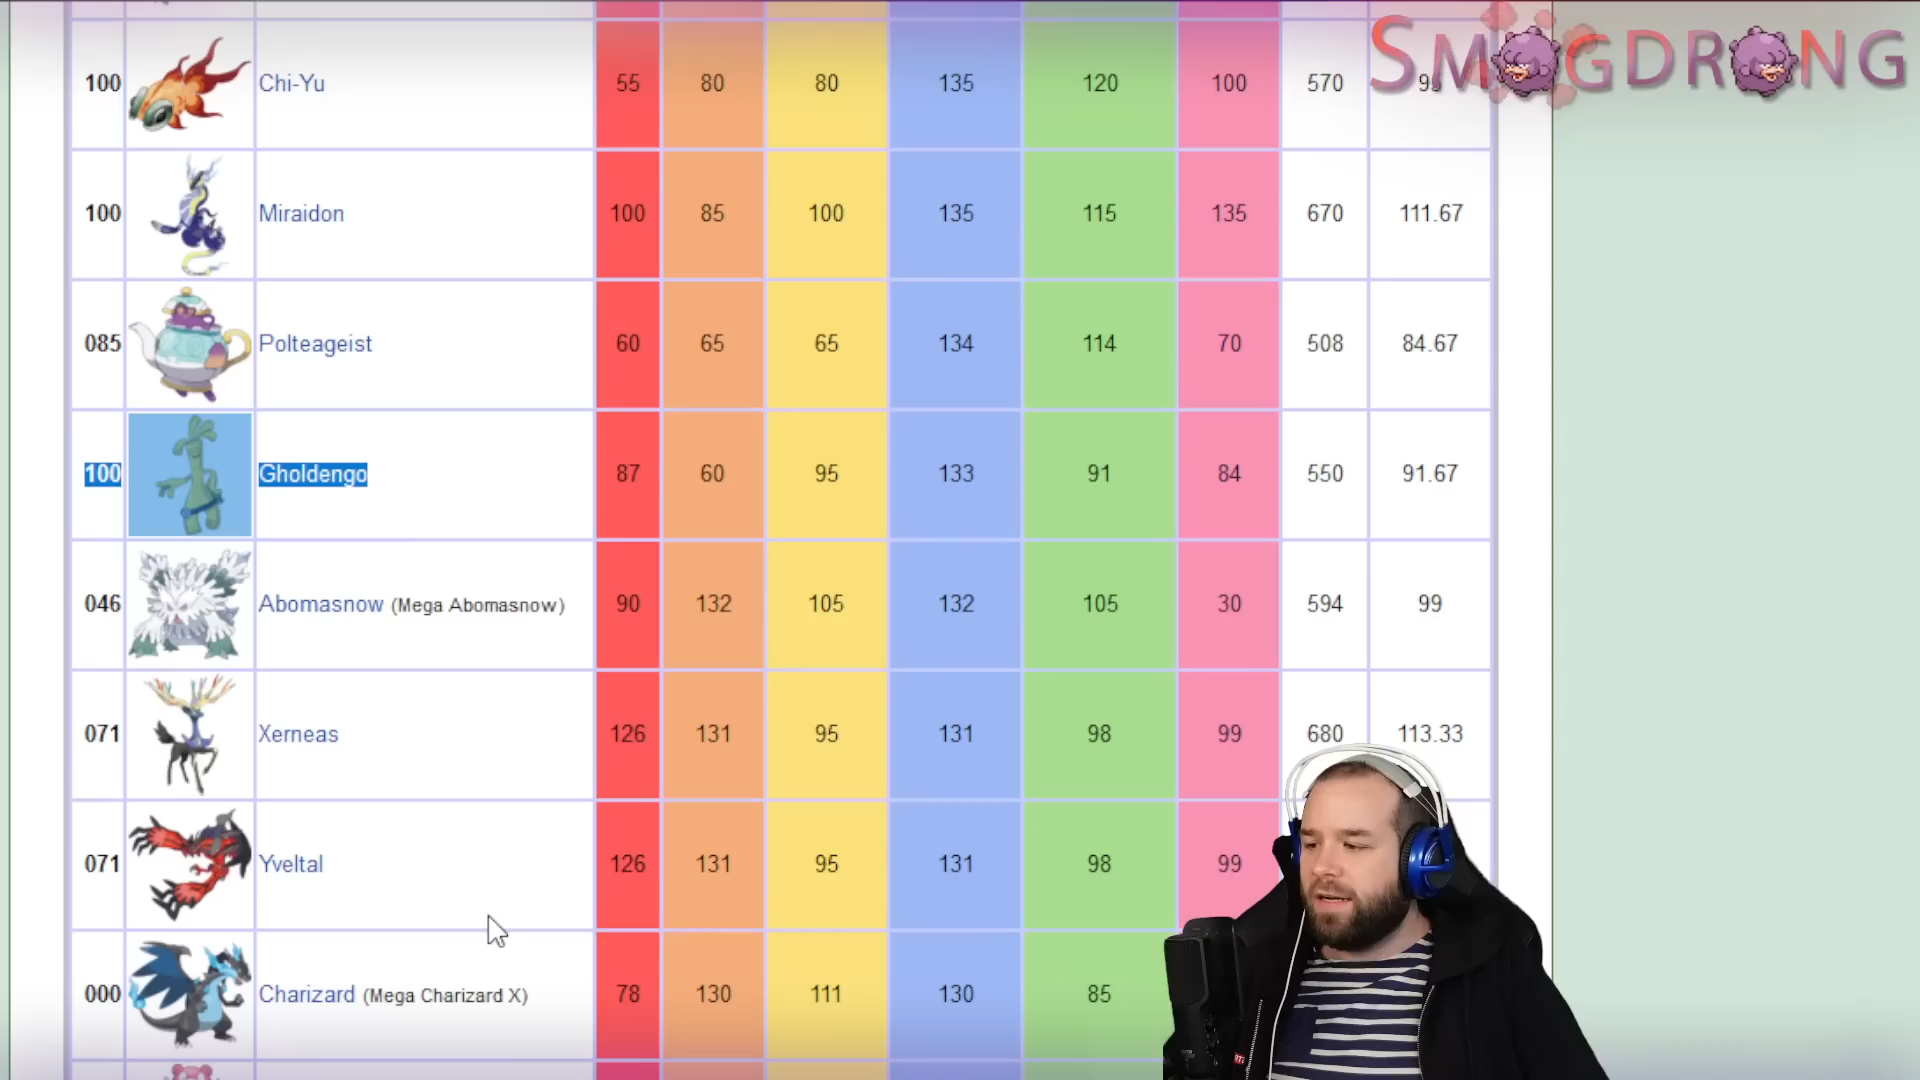 SMOGDRONG
100 Chi-Yu 55 80 80 135 120 100 570
100 Miraidon 100 85 100 135 115 135 670 111.67
085 Polteageist 60 65 65 134 114 70 508 84.67
100 Gholdengo 87 60 95 133 91 84 550 91.67
046 Abomasnow (Mega Abomasnow) 90 132 105 132 105 30 594 99
071 Xerneas 126 131 95 131 98 99 680 113.33
071 Yveltal 126 131 95 131 98 99
000 Charizard (Mega Charizard X) 78 130 111 130 85